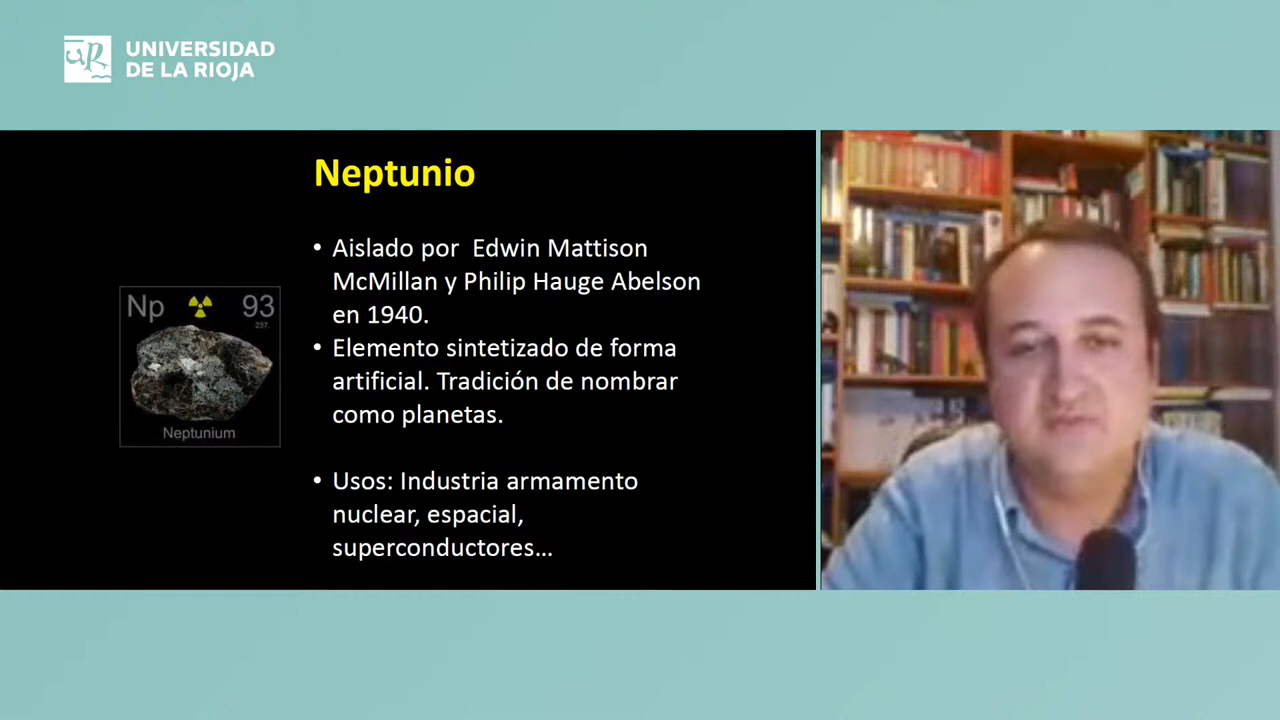 UNIVERSIDAD
DE LA RIOJA
Neptunio
• Aislado por Edwin Mattison
McMillan y Philip Hauge Abelson
en 1940.
• Elemento sintetizado de forma
artificial. Tradición de nombrar
como planetas.
• Usos: Industria armamento
nuclear, espacial,
superconductores...
Np 93
237.
Neptunium